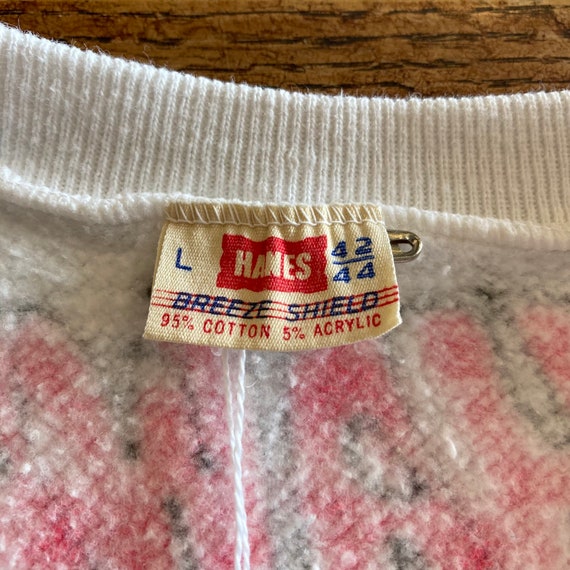 L HANES 42/44
BREEZE SHIELD
95% COTTON 5% ACRYLIC